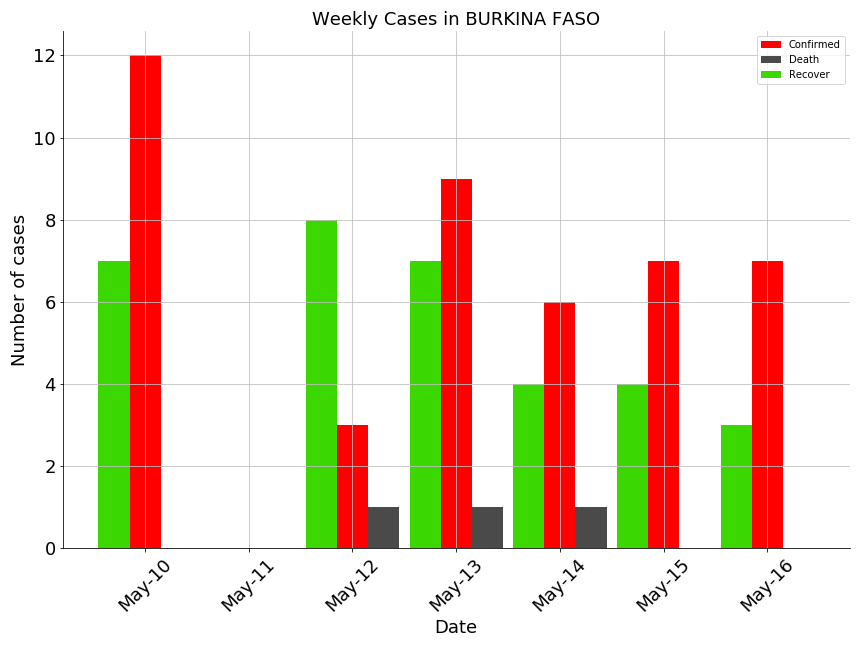 Weekly Cases in BURKINA FASO
Confirmed
Death
Recover
Number of cases
12
10
8
6
4
2
0
May-10
May-11
May-12
May-13
May-14
May-15
May-16
Date